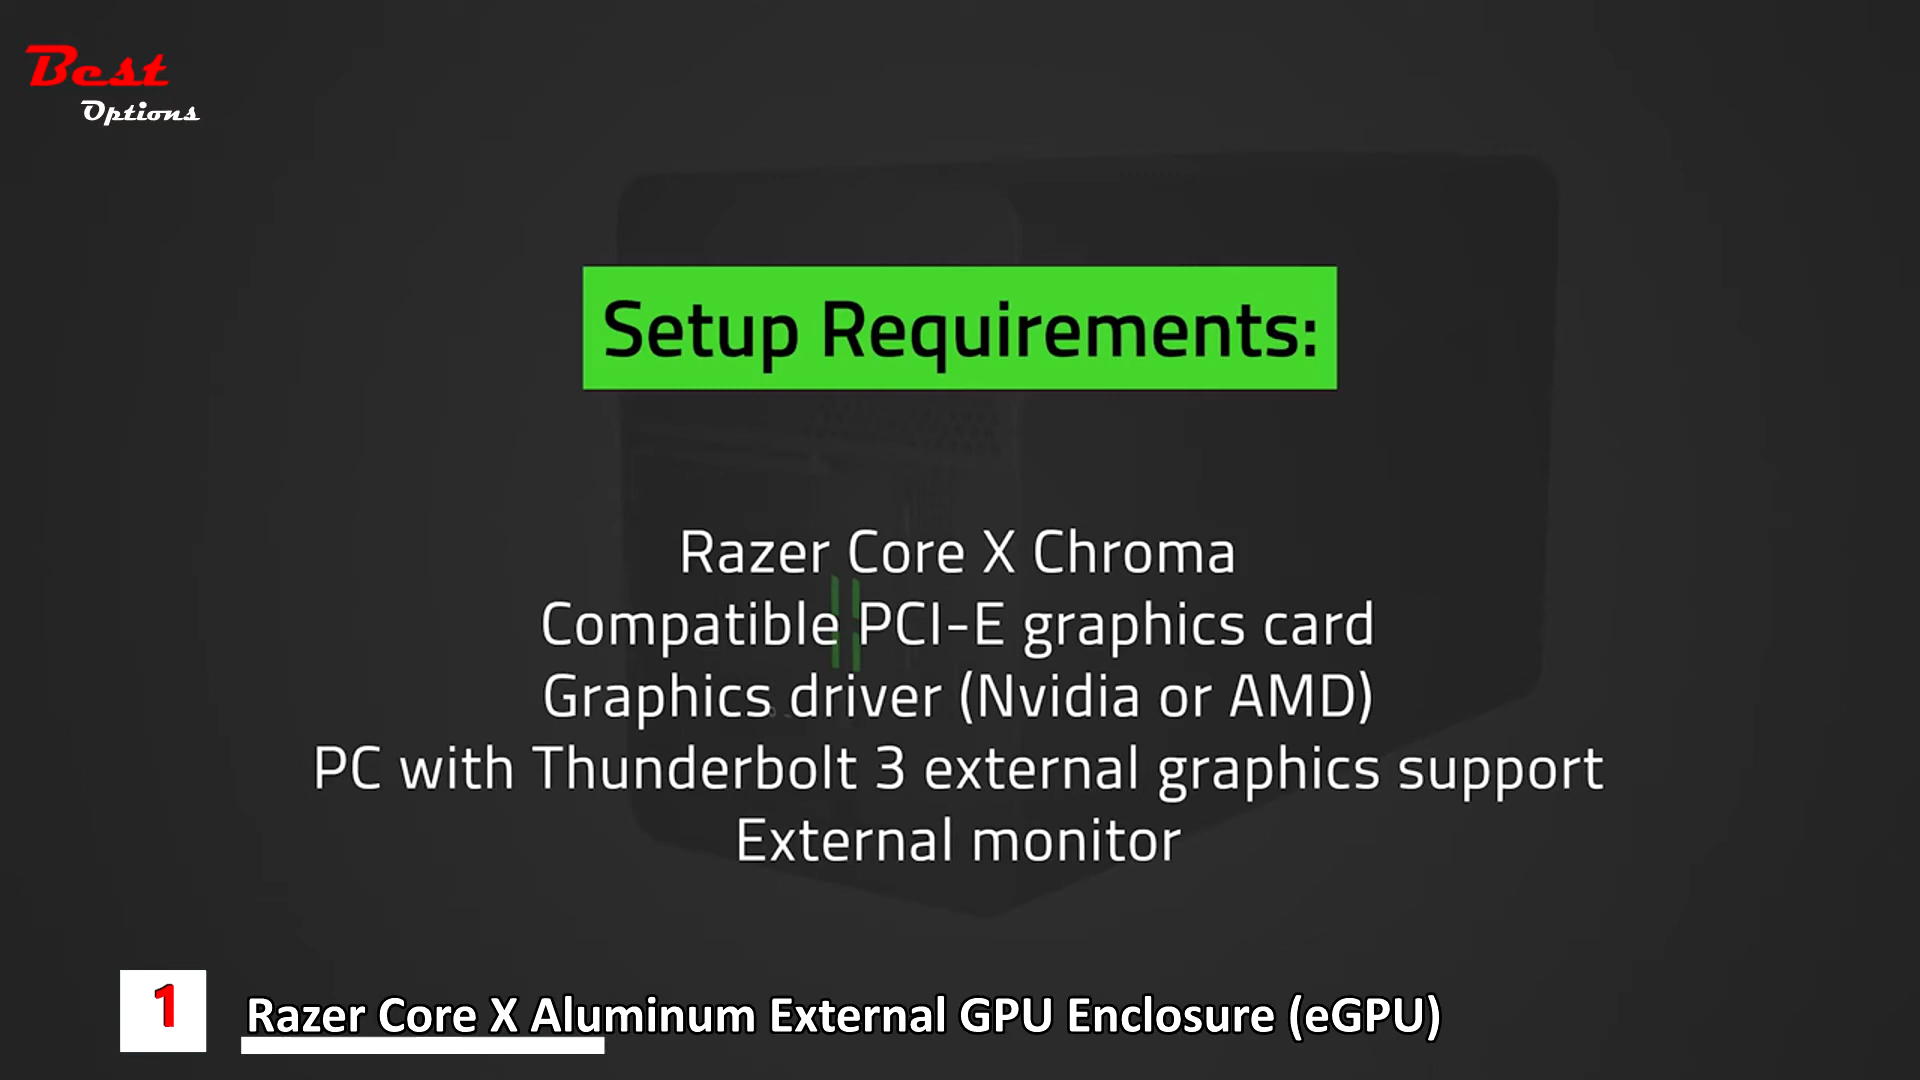 Best
Options
Setup Requirements:
Razer Core X Chroma
Compatible PCI-E graphics card
Graphics driver (Nvidia or AMD)
PC with Thunderbolt 3 external graphics support
External monitor
1
Razer Core X Aluminum External GPU Enclosure (eGPU)